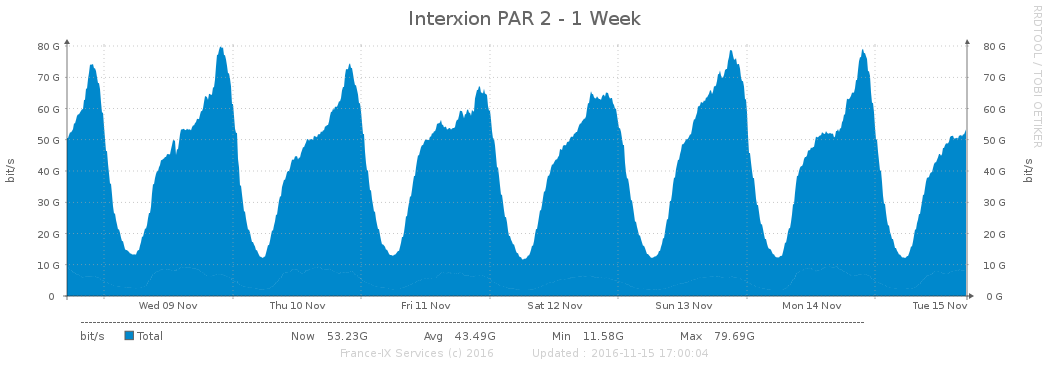 Interxion PAR 2 - 1 Week
RRDTOOL / TOBI OETIKER
80 G 80 G
70 G 70 G
60 G 60 G
50 G 50 G
40 G 40 G
30 G 30 G
20 G 20 G
10 G 10 G
0 0 G
bit/s
bit/s
Wed 09 Nov Thu 10 Nov Fri 11 Nov Sat 12 Nov Sun 13 Nov Mon 14 Nov Tue 15 Nov
bit/s Total Now 53.23G Avg 43.49G Min 11.58G Max 79.69G
France-IX Services (c) 2016 Updated : 2016-11-15 17:00:04